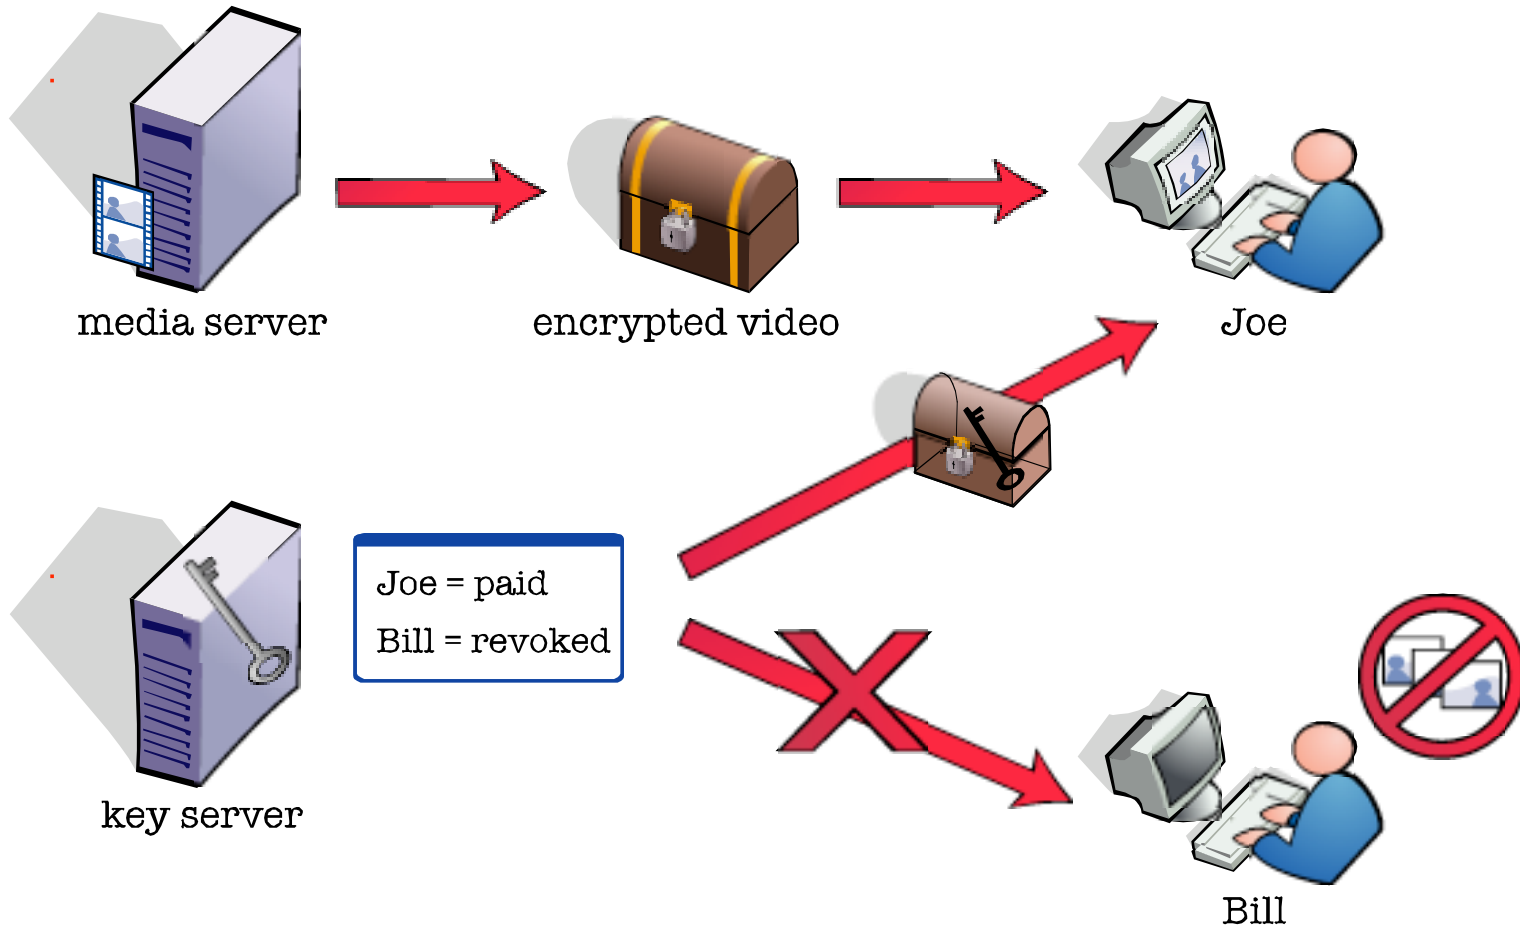 media server
encrypted video
Joe
Joe = paid
Bill = revoked
key server
Bill